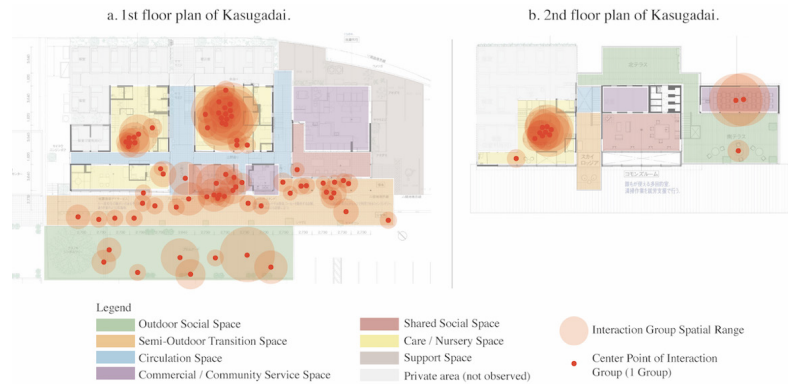 a. 1st floor plan of Kasugadai.
b. 2nd floor plan of Kasugadai.
Legend
Outdoor Social Space
Semi-Outdoor Transition Space
Circulation Space
Commercial / Community Service Space
Shared Social Space
Care / Nursery Space
Support Space
Private area (not observed)
Interaction Group Spatial Range
Center Point of Interaction
Group (1 Group)